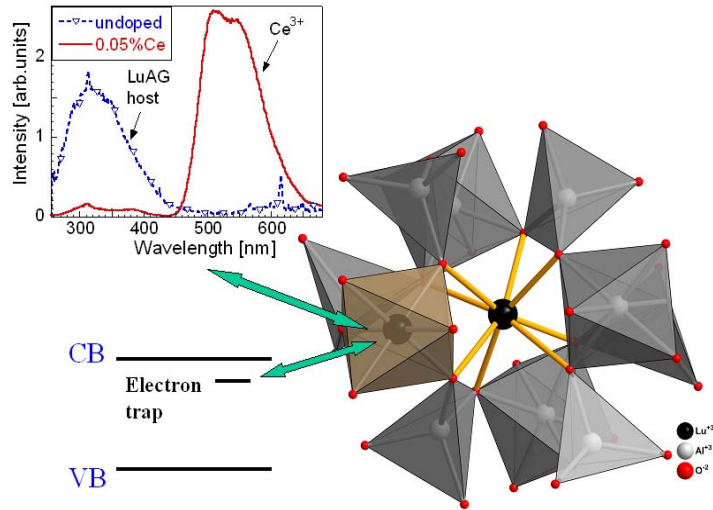 undoped
0.05%Ce
Ce3+
LuAG
host
Intensity [arb.units]
2
1
0
300 400 500 600
Wavelength [nm]
CB
Electron
trap
VB
Lu+3
Al+3
O-2